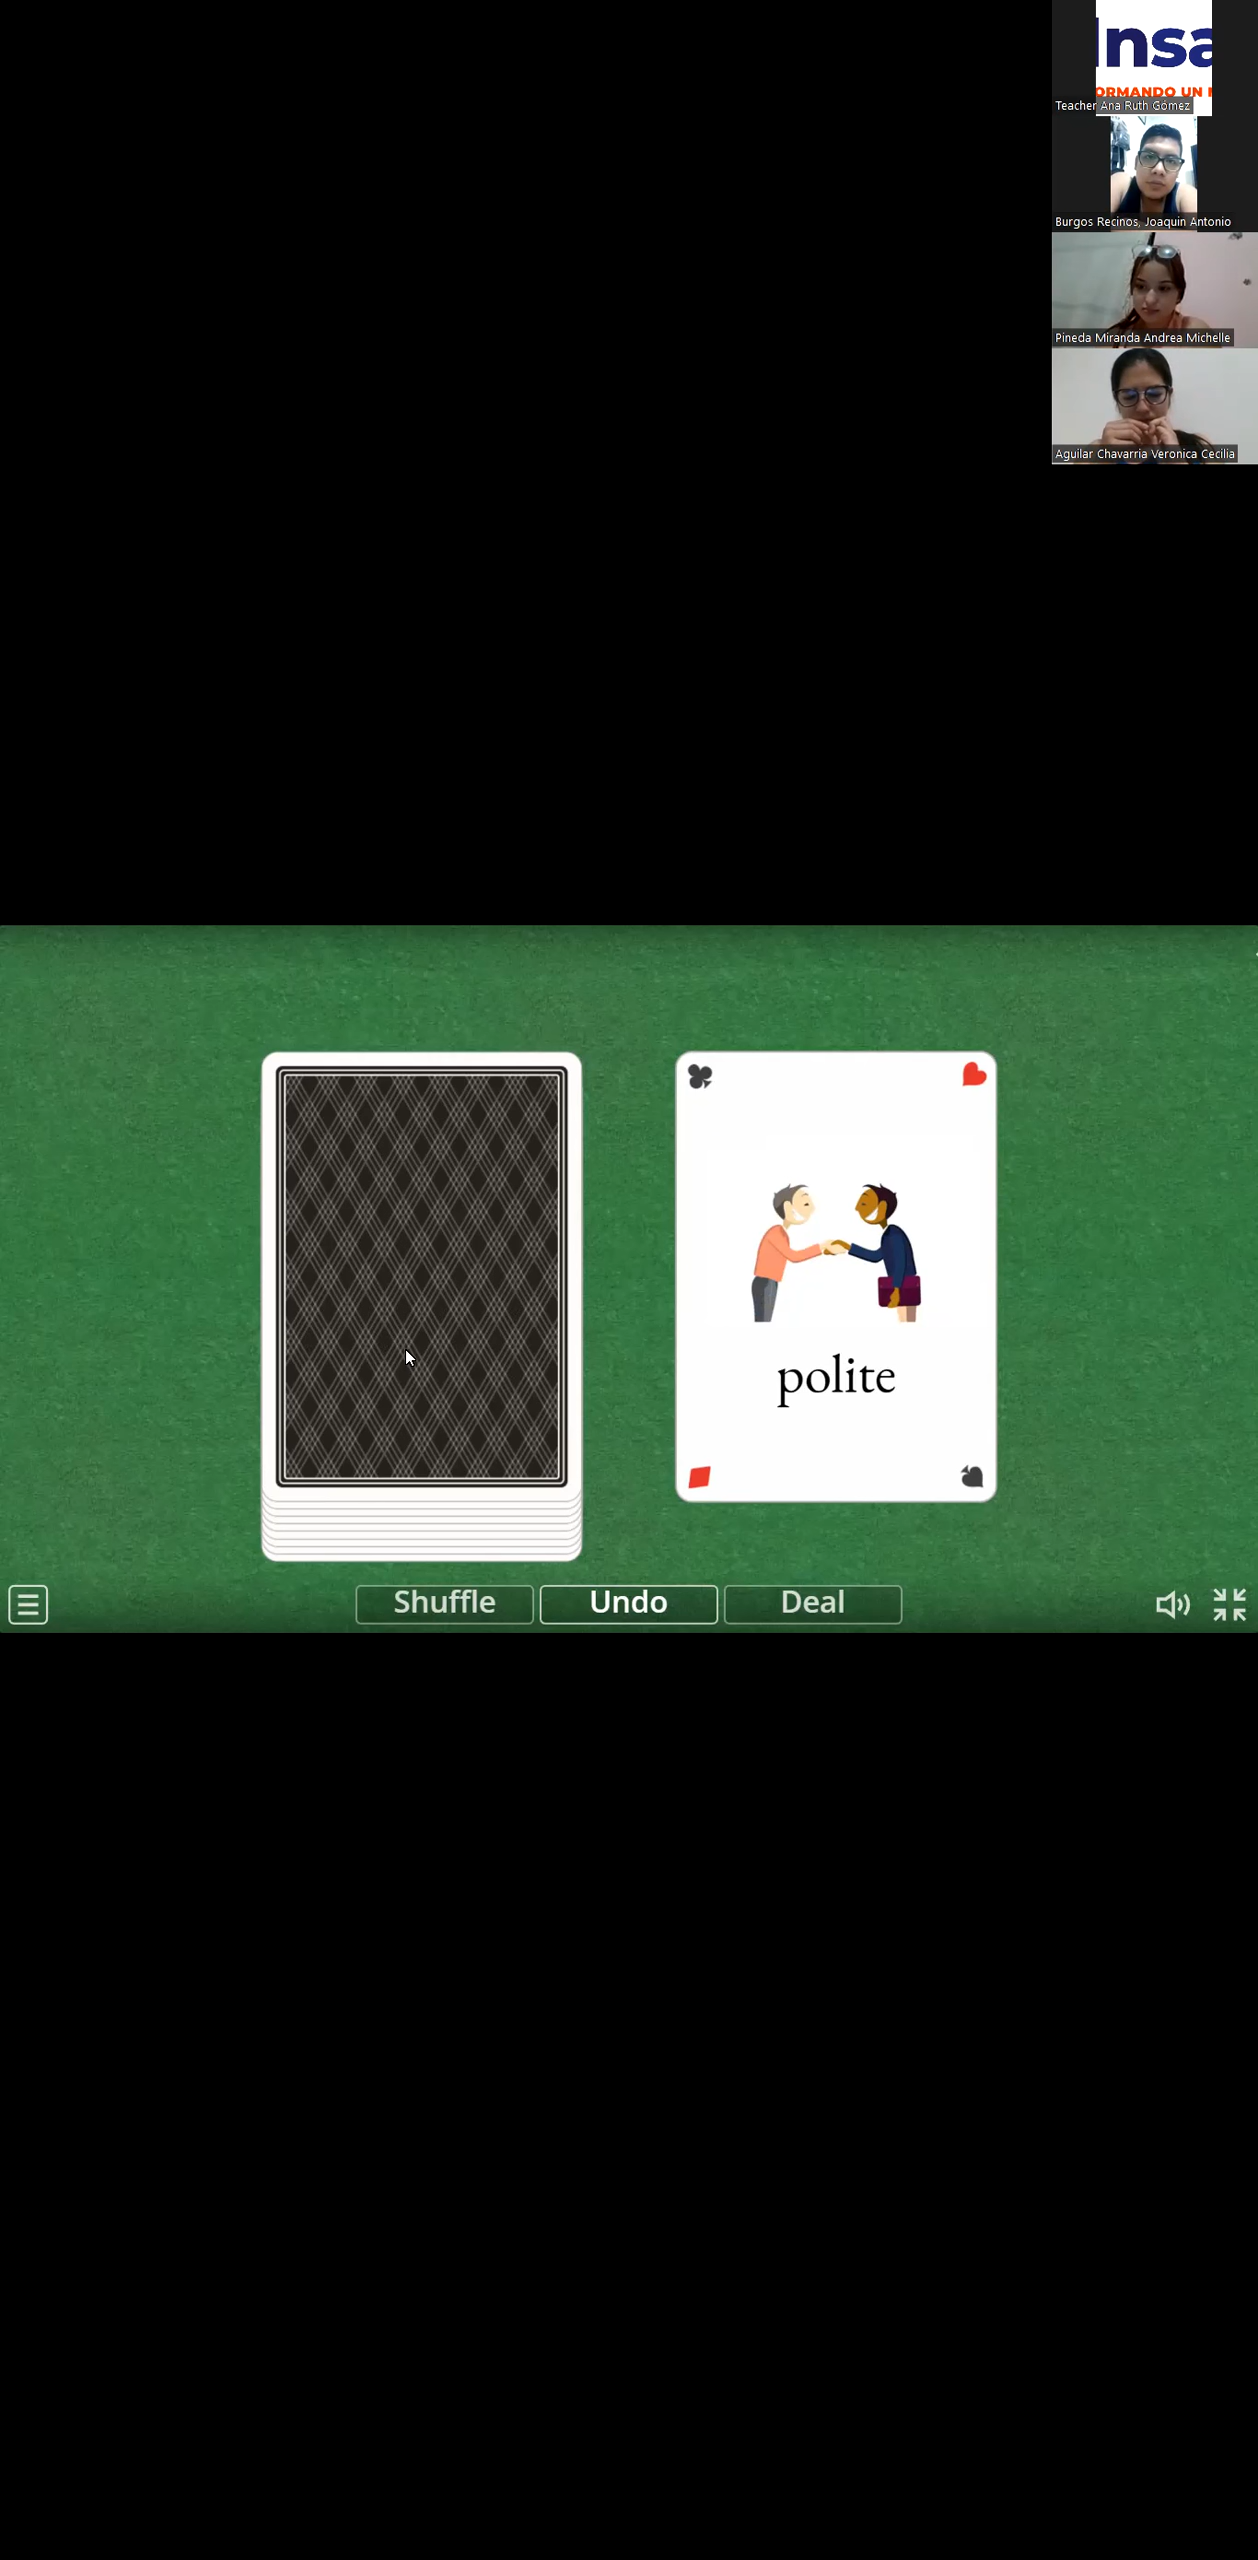 Insa
ORMANDO UN
Teacher Ana Ruth Gómez
Burgos Recinos, Joaquin Antonio
Pineda Miranda Andrea Michelle
Aguilar Chavarria Veronica Cecilia
polite
Shuffle
Undo
Deal